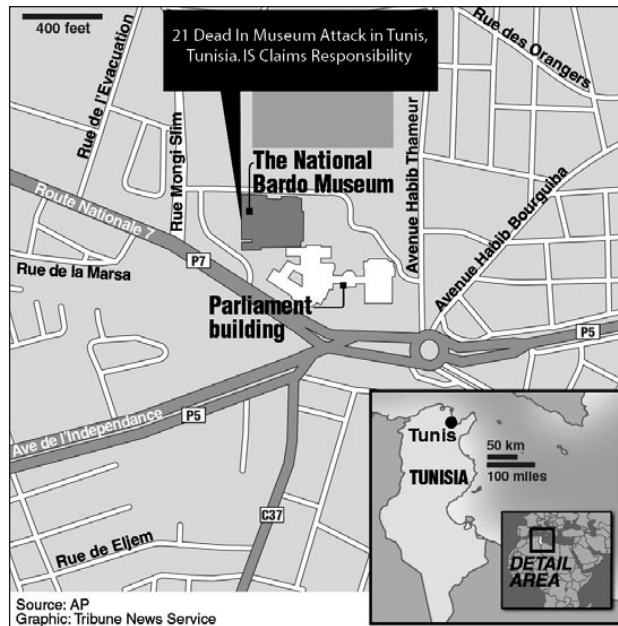 400 feet
21 Dead In Museum Attack in Tunis,
Tunisia. IS Claims Responsibility
Rue des Orangers
Rue de l'Evacuation
Rue Mongi Slim
The National
Bardo Museum
Avenue Habib Thameur
Avenue Habib Bourguiba
Route Nationale 7
P7
Rue de la Marsa
Parliament
building
P5
Ave de l'Independance
P5
C37
Rue de Eljem
Tunis
50 km
100 miles
TUNISIA
DETAIL
AREA
Source: AP
Graphic: Tribune News Service